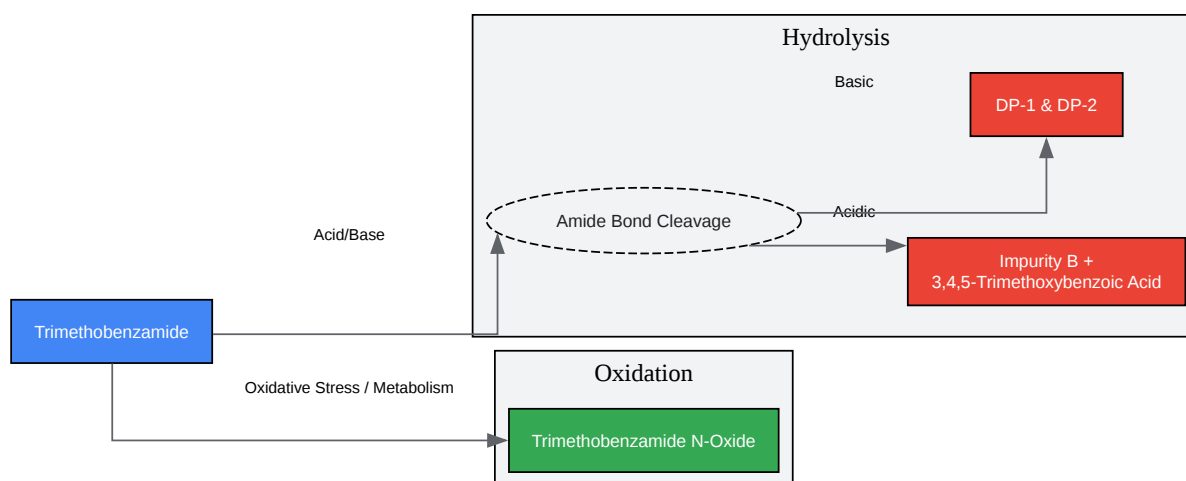 Hydrolysis
Basic
DP-1 & DP-2
Amide Bond Cleavage
Acidic
Acid/Base
Impurity B +
3,4,5-Trimethoxybenzoic Acid
Trimethobenzamide
Oxidation
Oxidative Stress / Metabolism
Trimethobenzamide N-Oxide